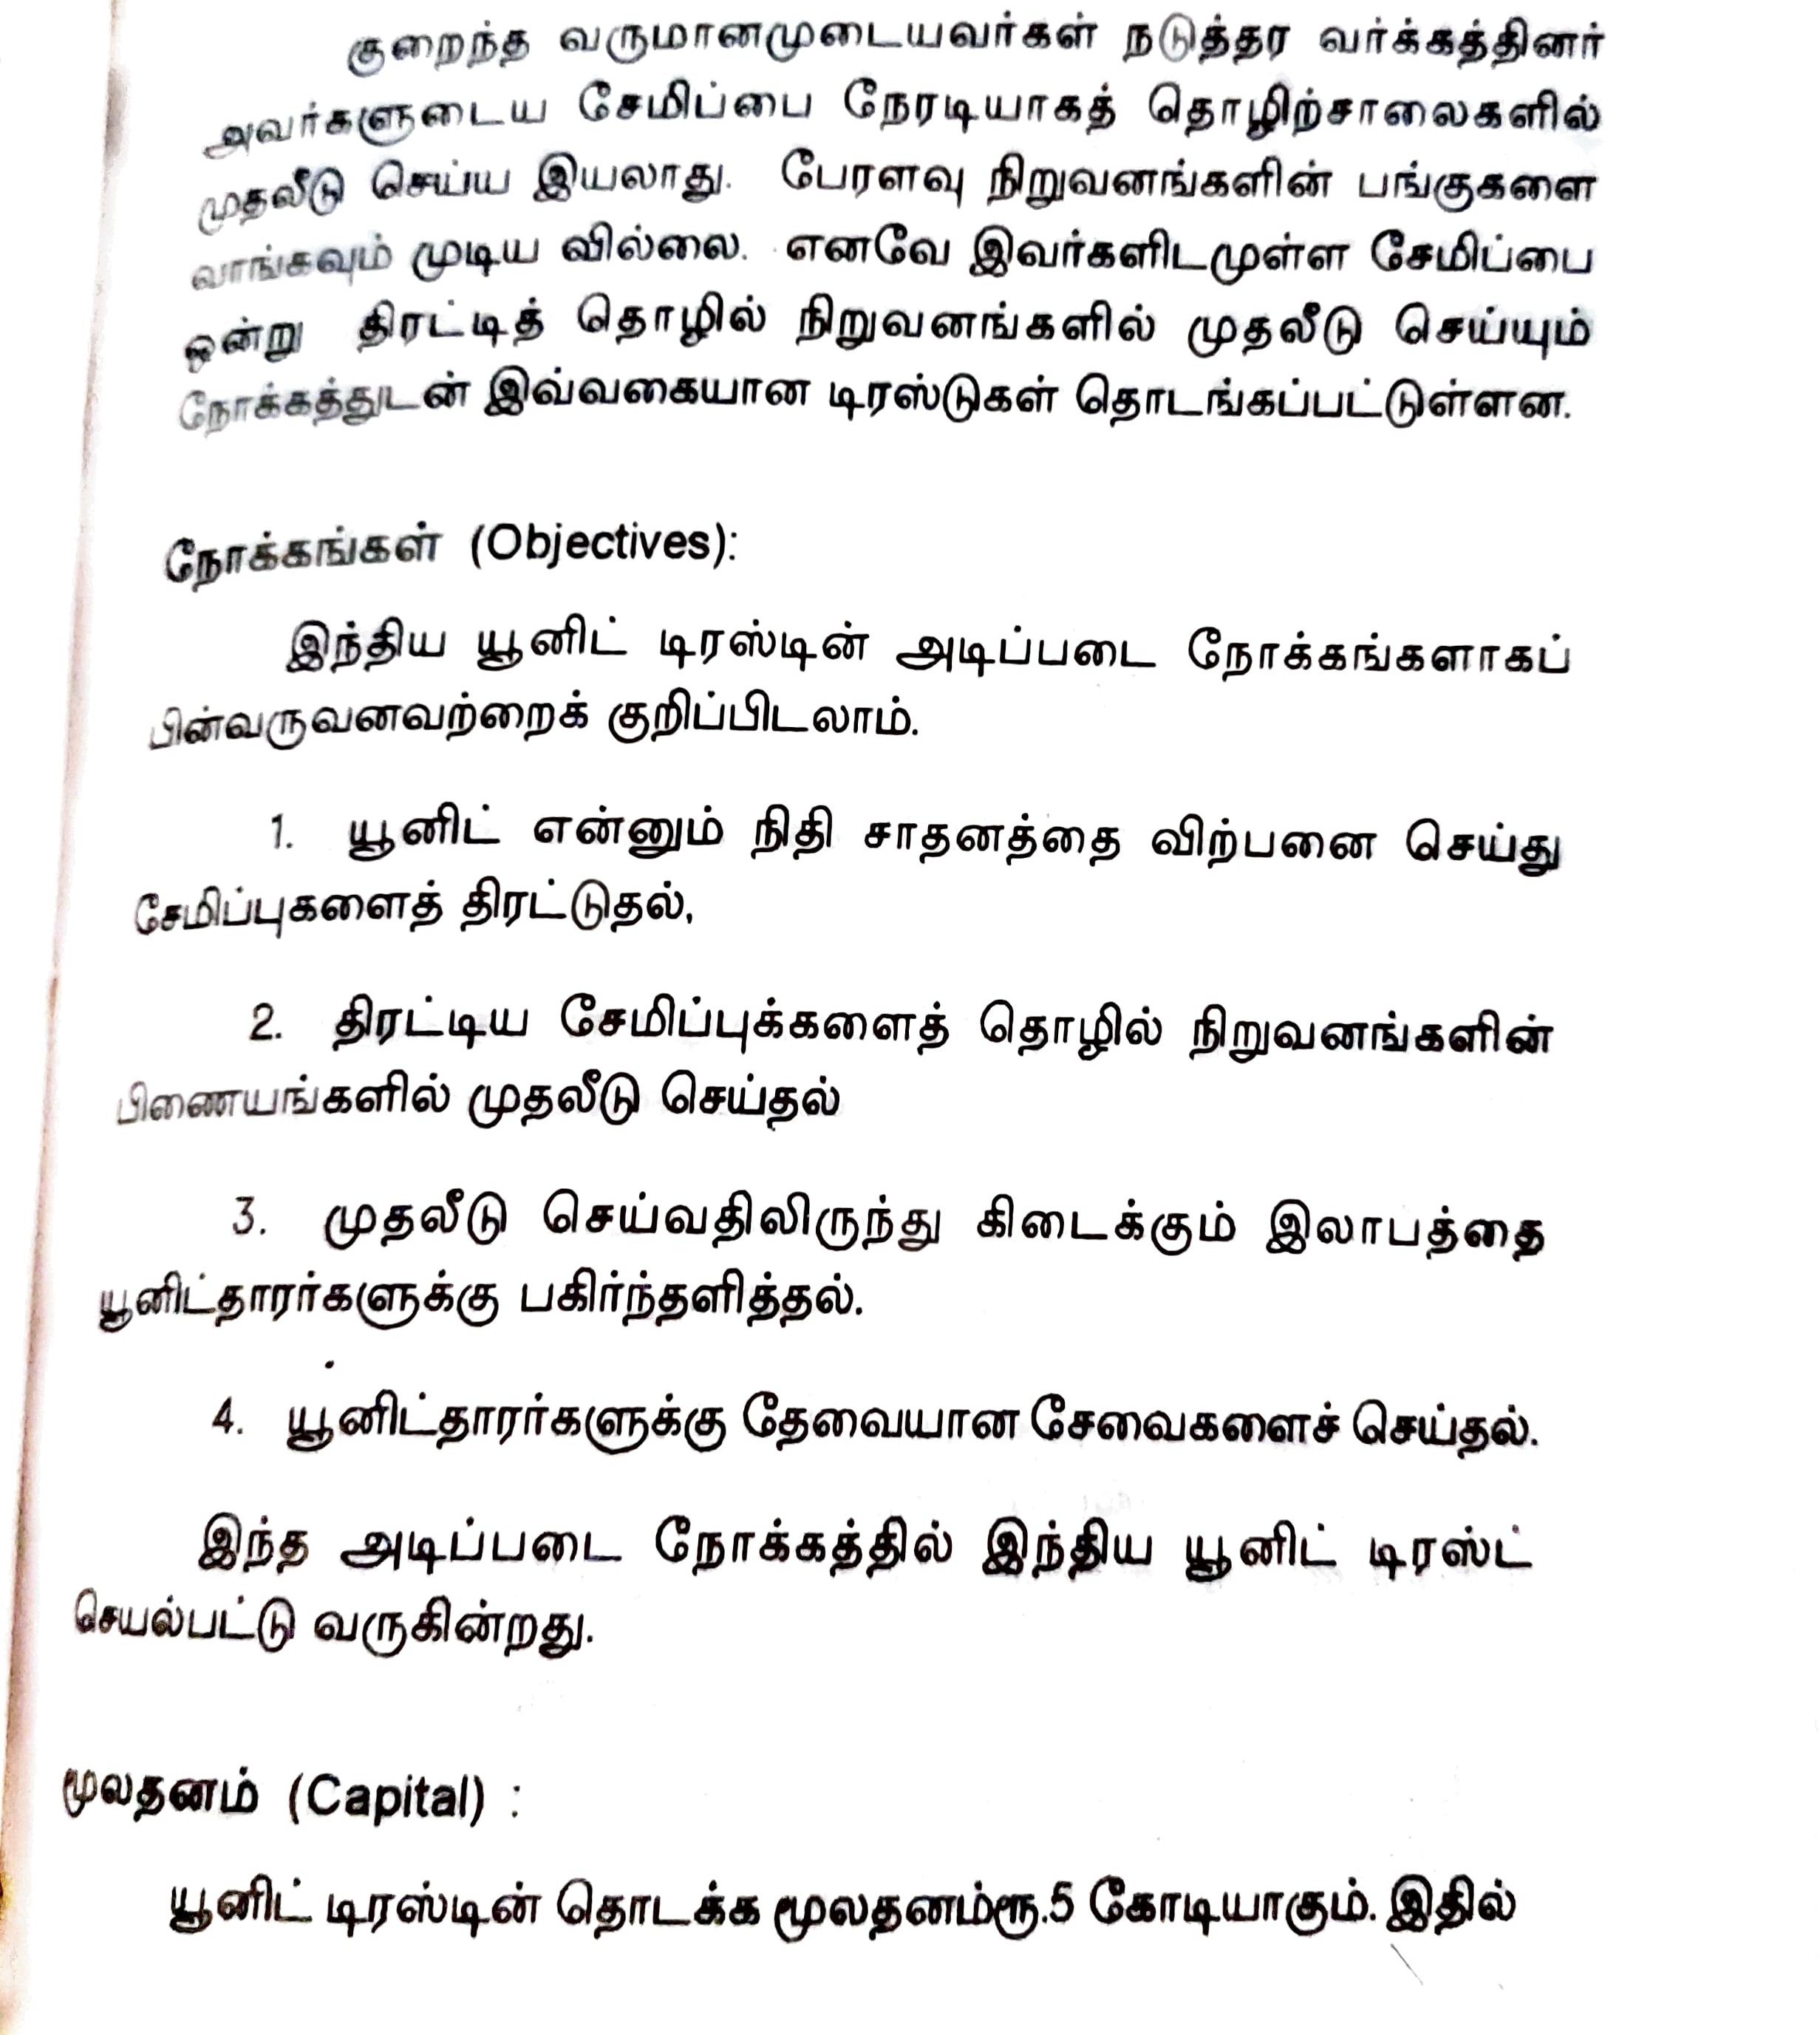 குறைந்த வருமானமுடையவர்கள் நடுத்தர வர்க்கத்தினர்
அவர்களுடைய சேமிப்பை நேரடியாகத் தொழிற்சாலைகளில்
முதலீடு செய்ய இயலாது. பேரளவு நிறுவனங்களின் பங்குகளை
வாங்கவும் முடிய வில்லை. எனவே இவர்களிடமுள்ள சேமிப்பை
ஒன்று திரட்டித் தொழில் நிறுவனங்களில் முதலீடு செய்யும்
நோக்கத்துடன் இவ்வகையான டிரஸ்டுகள் தொடங்கப்பட்டுள்ளன.
நோக்கங்கள் (Objectives):
இந்திய யூனிட் டிரஸ்டின் அடிப்படை நோக்கங்களாகப்
பின்வருவனவற்றைக் குறிப்பிடலாம்.
1. யூனிட் என்னும் நிதி சாதனத்தை விற்பனை செய்து
சேமிப்புகளைத் திரட்டுதல்,
2. திரட்டிய சேமிப்புக்களைத் தொழில் நிறுவனங்களின்
பிணையங்களில் முதலீடு செய்தல்
3. முதலீடு செய்வதிலிருந்து கிடைக்கும் இலாபத்தை
யூனிட்தாரர்களுக்கு பகிர்ந்தளித்தல்.
4. யூனிட்தாரர்களுக்கு தேவையான சேவைகளைச் செய்தல்.
இந்த அடிப்படை நோக்கத்தில் இந்திய யூனிட் டிரஸ்ட்
செயல்பட்டு வருகின்றது.
மூலதனம் (Capital) :
யூனிட் டிரஸ்டின் தொடக்க மூலதனம்ரூ.5 கோடியாகும். இதில்